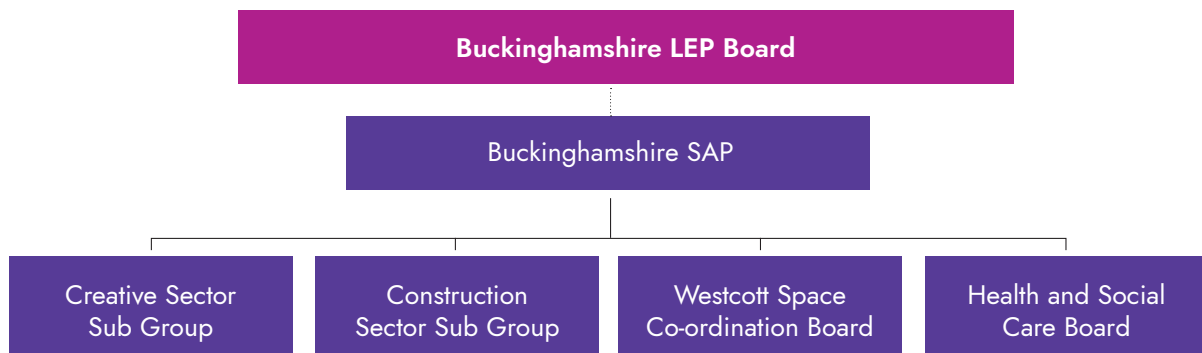 Buckinghamshire LEP Board
Buckinghamshire SAP
Creative Sector
Sub Group
Construction
Sector Sub Group
Westcott Space
Co-ordination Board
Health and Social
Care Board